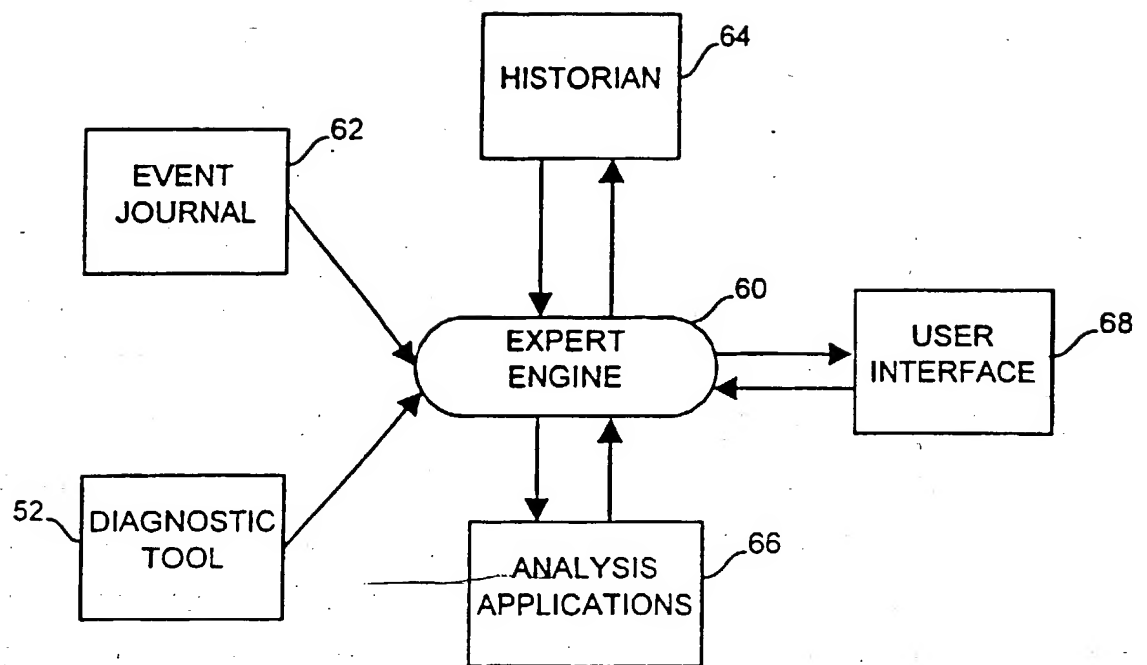 64
HISTORIAN
62
EVENT
JOURNAL
60
EXPERT
ENGINE
USER
INTERFACE
68
52
DIAGNOSTIC
TOOL
66
ANALYSIS
APPLICATIONS